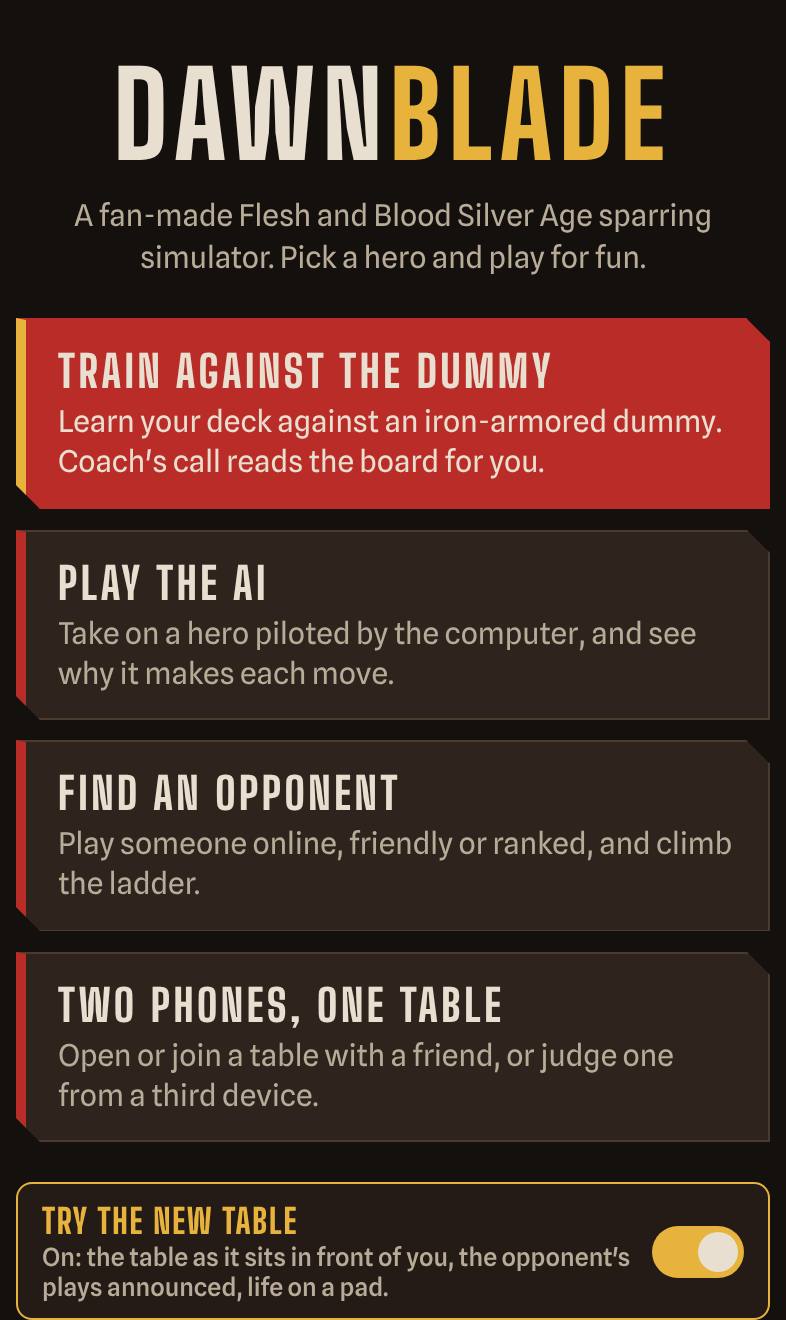 DAWNBLADE
A fan-made Flesh and Blood Silver Age sparring
simulator. Pick a hero and play for fun.
TRAIN AGAINST THE DUMMY
Learn your deck against an iron-armored dummy.
Coach's call reads the board for you.
PLAY THE AI
Take on a hero piloted by the computer, and see
why it makes each move.
FIND AN OPPONENT
Play someone online, friendly or ranked, and climb
the ladder.
TWO PHONES, ONE TABLE
Open or join a table with a friend, or judge one
from a third device.
TRY THE NEW TABLE
On: the table as it sits in front of you, the opponent's
plays announced, life on a pad.